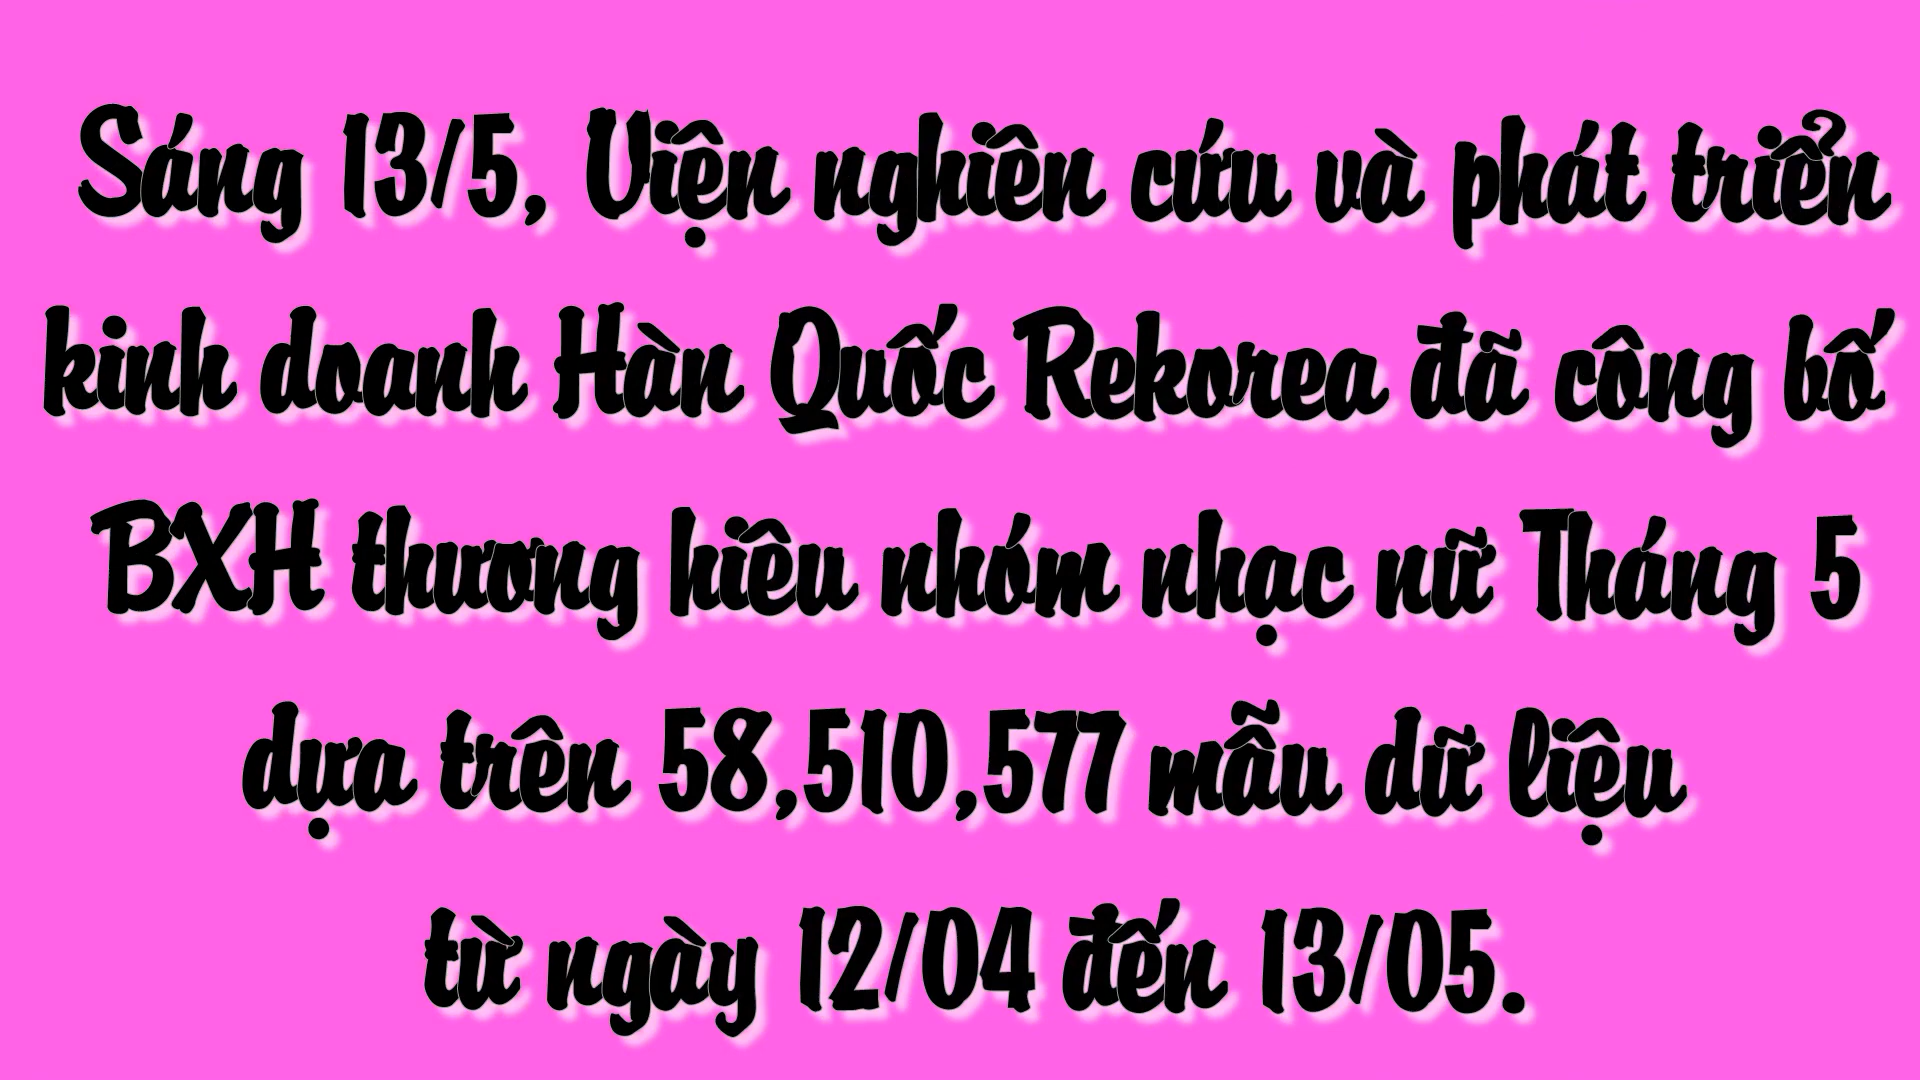 Sáng 13/5, Viện nghiên cứu và phát triển
kinh doanh Hàn Quốc Rekorea đã công bố
BXH thương hiêu nhóm nhạc nữ Tháng 5
dựa trên 58,510,577 mẫu dữ liệu
từ ngày 12/04 đến 13/05.